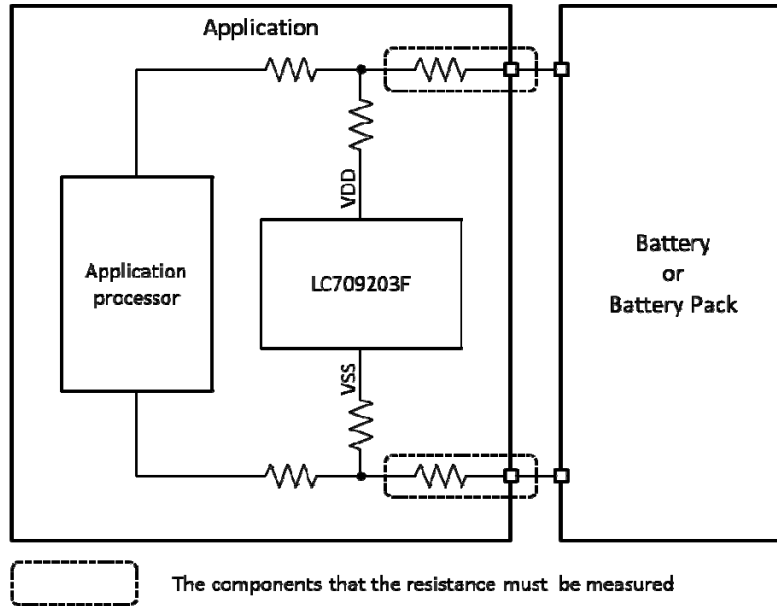 Application
VDD
Application
processor
LC709203F
VSS
Battery
or
Battery Pack
The components that the resistance must be measured